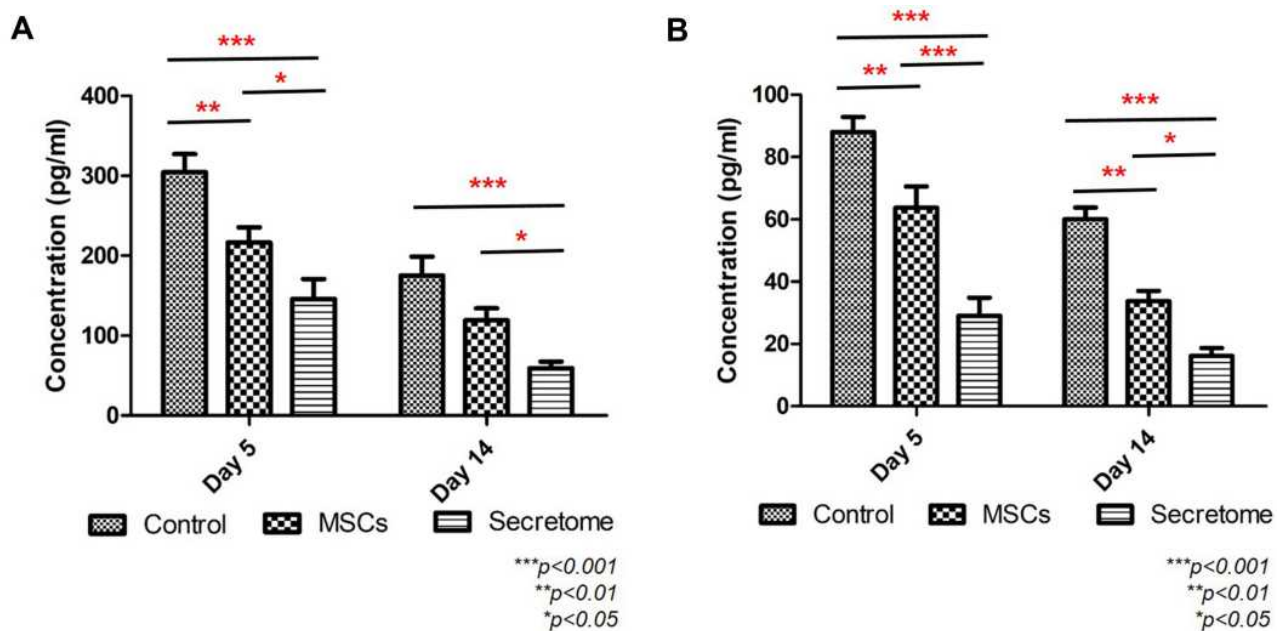 A
***
*
**
***
*
400
300
200
100
0
Concentration (pg/ml)
Day 5
Day 14
Control MSCs Secretome
***p<0.001
**p<0.01
*p<0.05
B
***
***
**
***
*
**
100
80
60
40
20
0
Concentration (pg/ml)
Day 5
Day 14
Control MSCs Secretome
***p<0.001
**p<0.01
*p<0.05